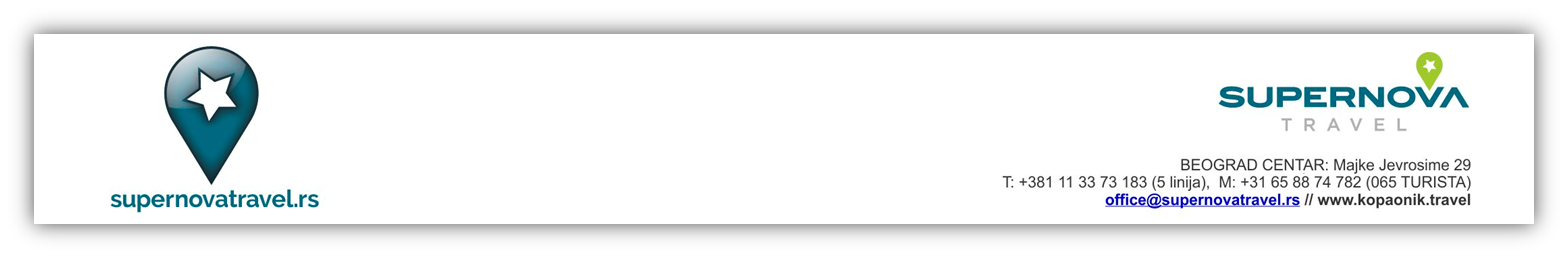 supernovatravel.rs
SUPERNOVA
TRAVEL
BEOGRAD CENTAR: Majke Jevrosime 29
T: +381 11 33 73 183 (5 linija), M: +31 65 88 74 782 (065 TURISTA)
office@supernovatravel.rs // www.kopaonik.travel